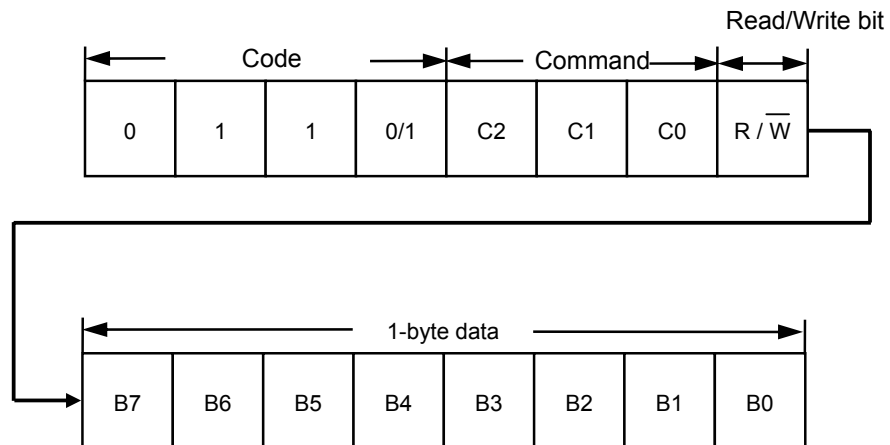 Read/Write bit
Code Command
0 1 1 0/1 C2 C1 C0 R / W̅
1-byte data
B7 B6 B5 B4 B3 B2 B1 B0